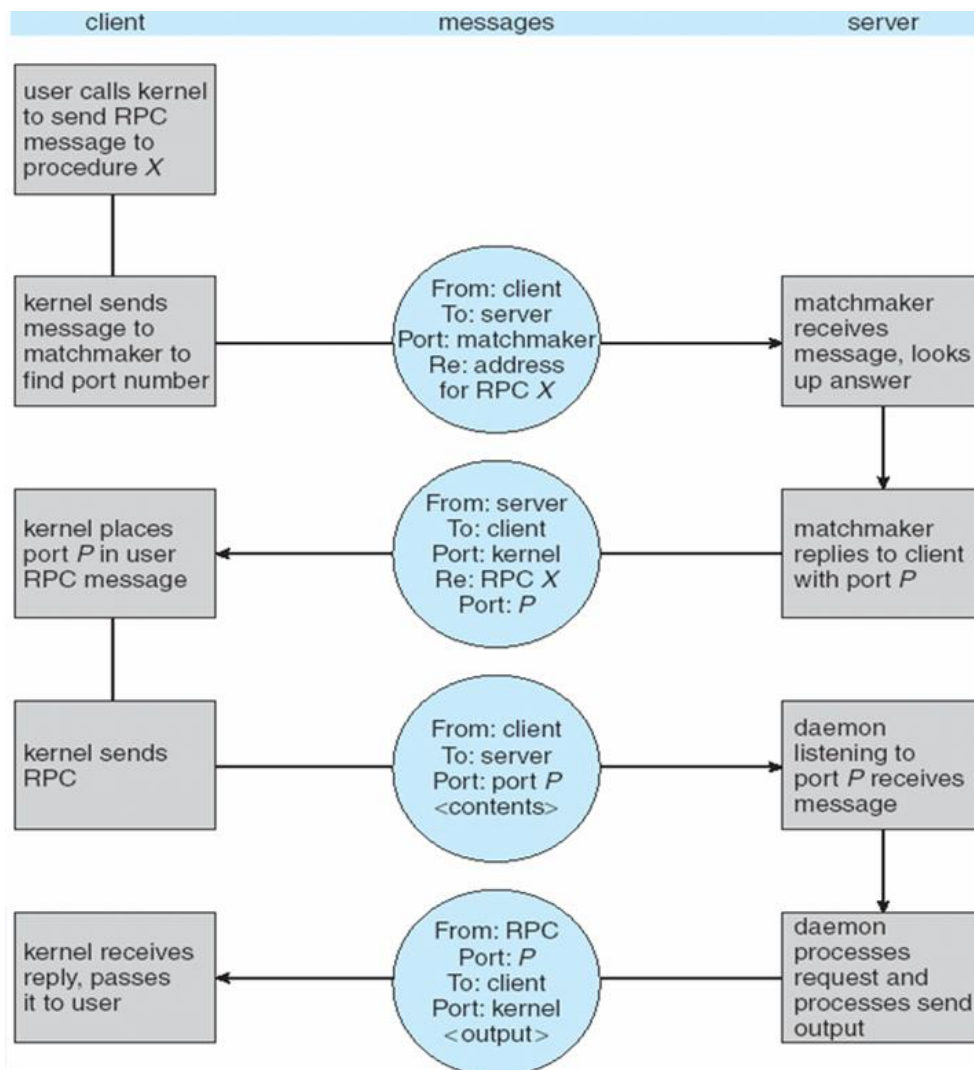 client
messages
server
user calls kernel
to send RPC
message to
procedure X
kernel sends
message to
matchmaker to
find port number
From: client
To: server
Port: matchmaker
Re: address
for RPC X
matchmaker
receives
message, looks
up answer
kernel places
port P in user
RPC message
From: server
To: client
Port: kernel
Re: RPC X
Port: P
matchmaker
replies to client
with port P
kernel sends
RPC
From: client
To: server
Port: port P
<contents>
daemon
listening to
port P receives
message
kernel receives
reply, passes
it to user
From: RPC
Port: P
To: client
Port: kernel
<output>
daemon
processes
request and
processes send
output